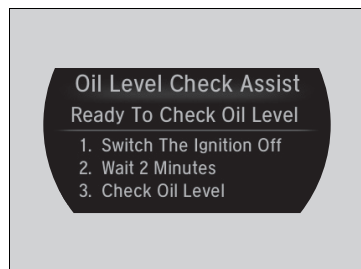 Oil Level Check Assist
Ready To Check Oil Level
1. Switch The Ignition Off
2. Wait 2 Minutes
3. Check Oil Level